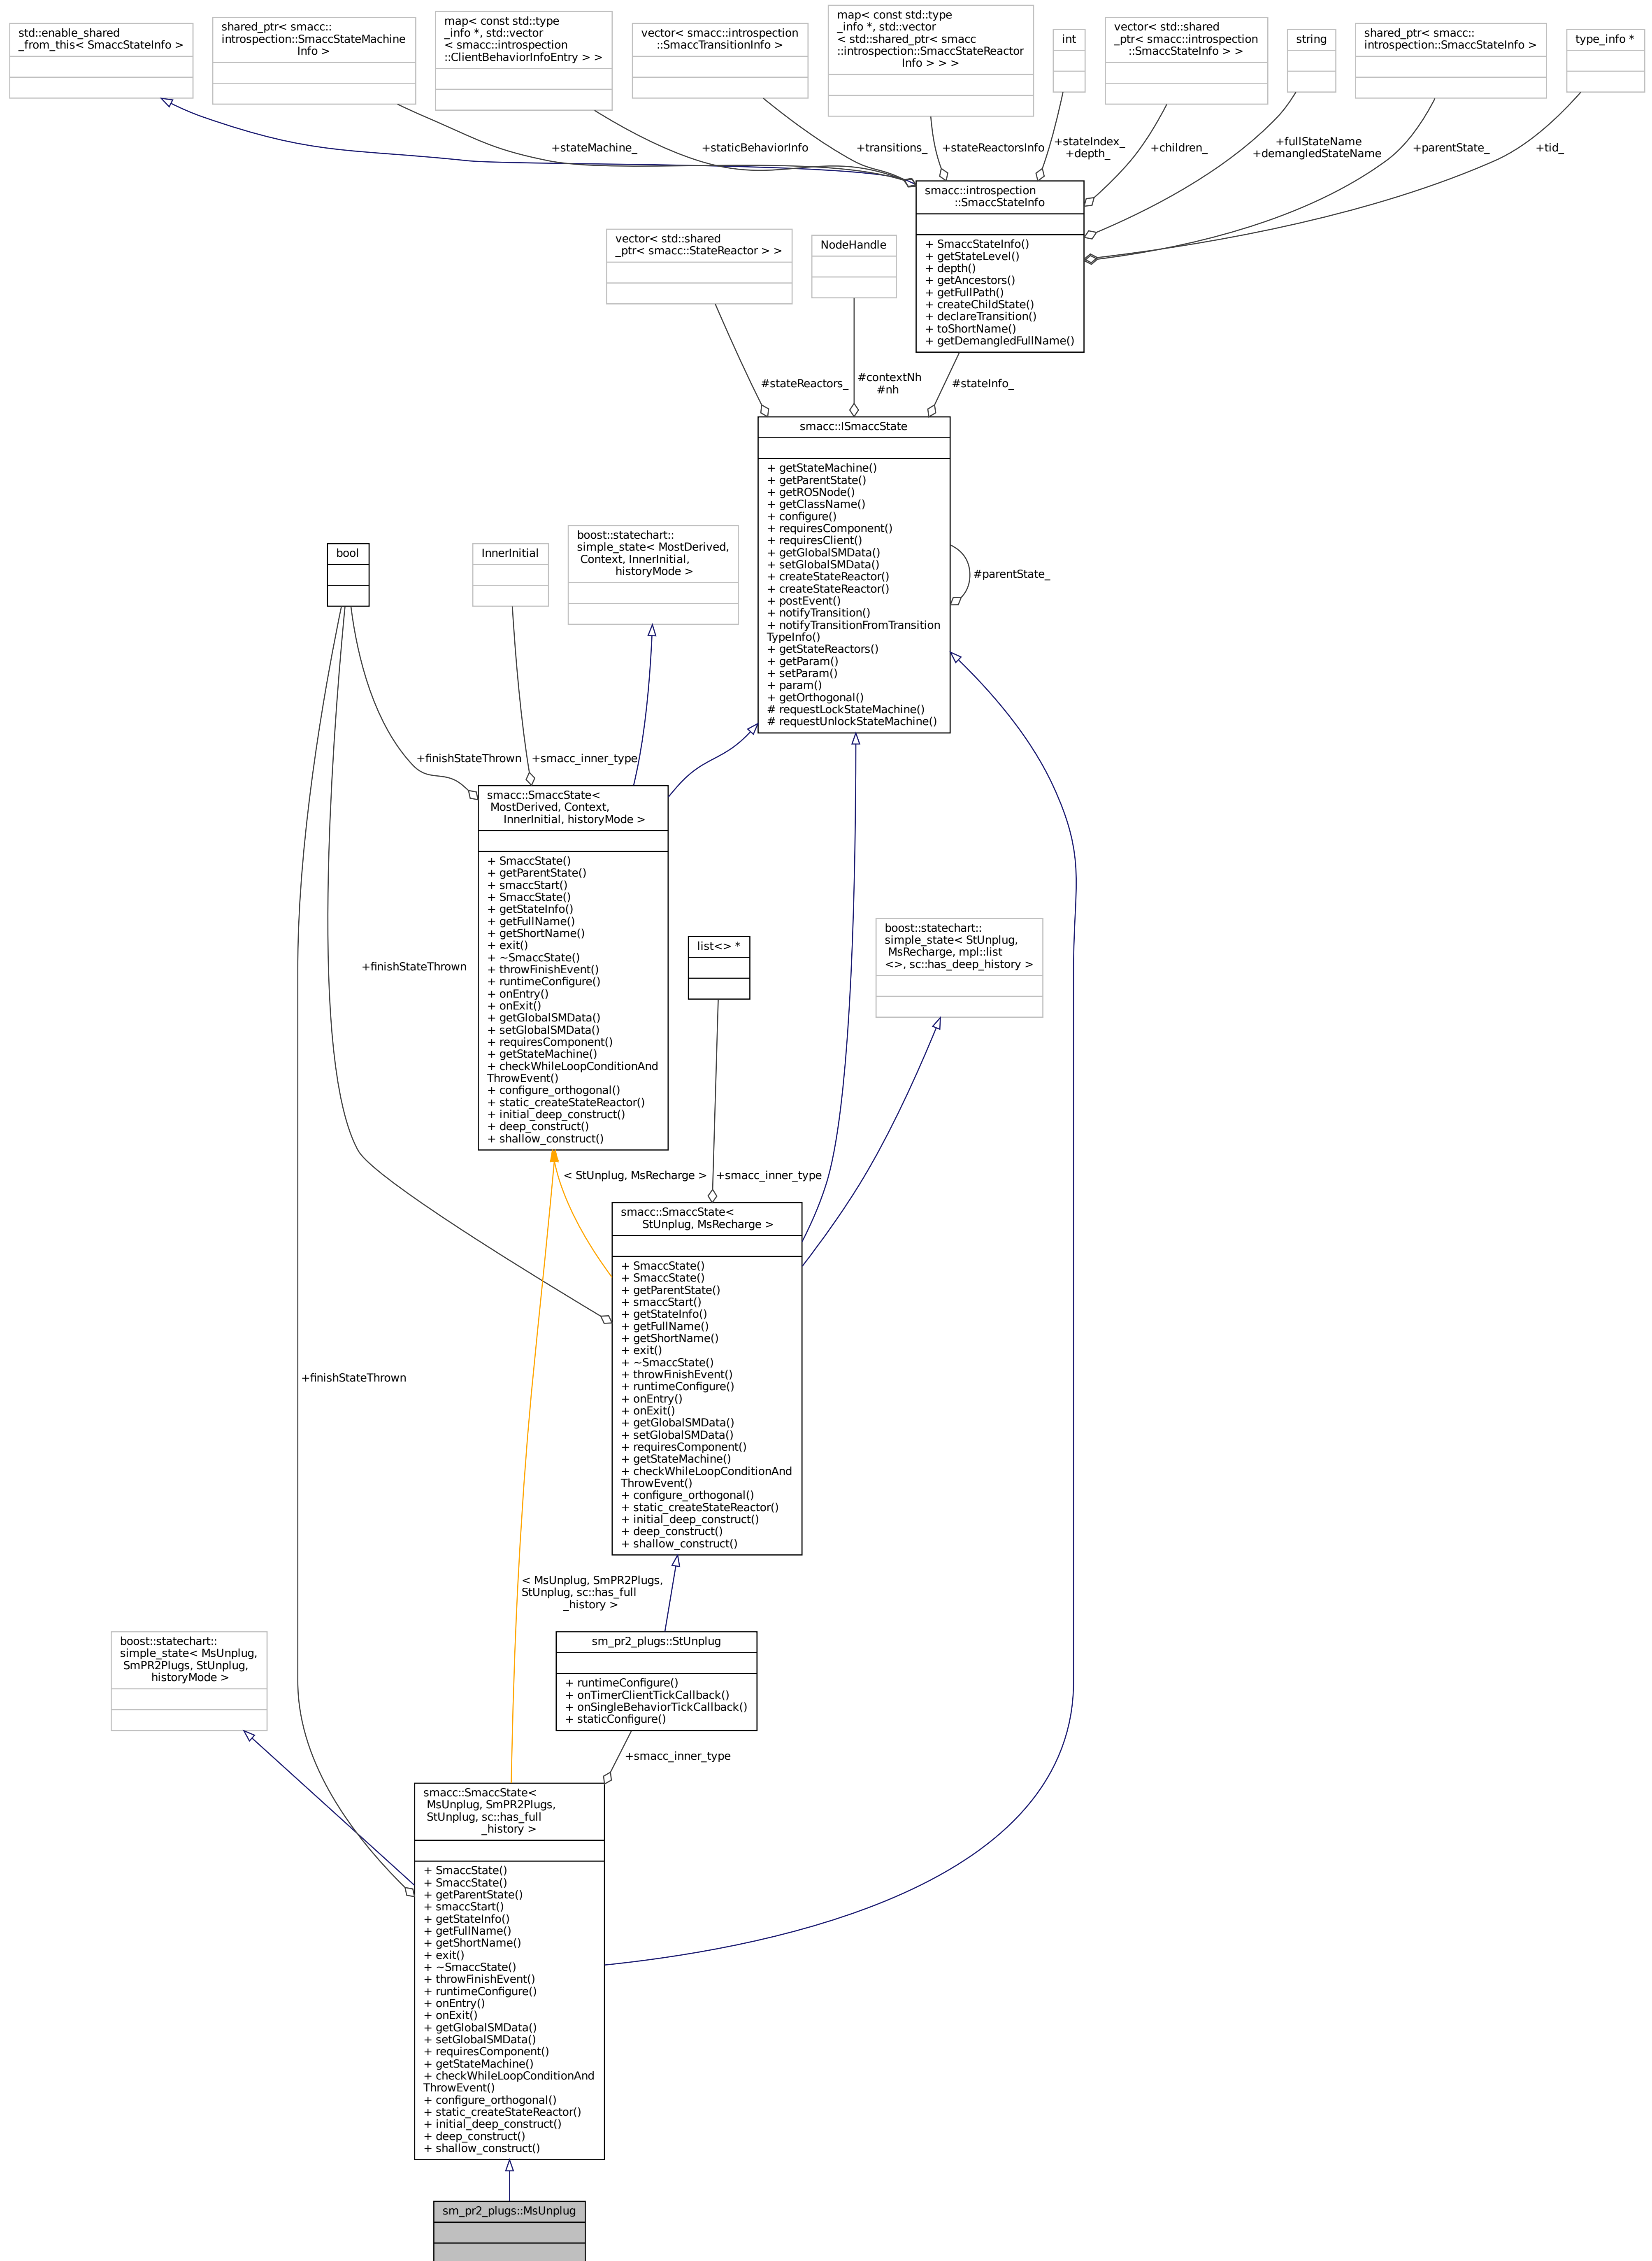 std::enable_shared
_from_this< SmaccStateInfo >
shared_ptr< smacc::
introspection::SmaccStateMachine
Info >
map< const std::type
_info *, std::vector
< smacc::introspection
::ClientBehaviorInfoEntry > >
vector< smacc::introspection
::SmaccTransitionInfo >
map< const std::type
_info *, std::vector
< std::shared_ptr< smacc
::introspection::SmaccStateReactor
Info > > >
int
vector< std::shared
_ptr< smacc::introspection
::SmaccStateInfo > >
string
shared_ptr< smacc::
introspection::SmaccStateInfo >
type_info *
+stateMachine_
+staticBehaviorInfo
+transitions_
+stateReactorsInfo
+stateIndex_
+depth_
+children_
+fullStateName
+demangledStateName
+parentState_
+tid_
smacc::introspection
::SmaccStateInfo
+ SmaccStateInfo()
+ getStateLevel()
+ depth()
+ getAncestors()
+ getFullPath()
+ createChildState()
+ declareTransition()
+ toShortName()
+ getDemangledFullName()
vector< std::shared
_ptr< smacc::StateReactor > >
NodeHandle
#stateReactors_
#contextNh
#nh
#stateInfo_
smacc::ISmaccState
+ getStateMachine()
+ getParentState()
+ getROSNode()
+ getClassName()
+ configure()
+ requiresComponent()
+ requiresClient()
+ getGlobalSMData()
+ setGlobalSMData()
+ createStateReactor()
+ createStateReactor()
+ postEvent()
+ notifyTransition()
+ notifyTransitionFromTransition
TypeInfo()
+ getStateReactors()
+ getParam()
+ setParam()
+ param()
+ getOrthogonal()
# requestLockStateMachine()
# requestUnlockStateMachine()
#parentState_
bool
InnerInitial
boost::statechart::
simple_state< MostDerived,
Context, InnerInitial,
historyMode >
+finishStateThrown
+smacc_inner_type
smacc::SmaccState<
MostDerived, Context,
InnerInitial, historyMode >
+ SmaccState()
+ getParentState()
+ smaccStart()
+ SmaccState()
+ getStateInfo()
+ getFullName()
+ getShortName()
+ exit()
+ ~SmaccState()
+ throwFinishEvent()
+ runtimeConfigure()
+ onEntry()
+ onExit()
+ getGlobalSMData()
+ setGlobalSMData()
+ requiresComponent()
+ getStateMachine()
+ checkWhileLoopConditionAnd
ThrowEvent()
+ configure_orthogonal()
+ static_createStateReactor()
+ initial_deep_construct()
+ deep_construct()
+ shallow_construct()
+finishStateThrown
list<> *
boost::statechart::
simple_state< StUnplug,
MsRecharge, mpl::list
<>, sc::has_deep_history >
< StUnplug, MsRecharge >
+smacc_inner_type
smacc::SmaccState<
StUnplug, MsRecharge >
+ SmaccState()
+ SmaccState()
+ getParentState()
+ smaccStart()
+ getStateInfo()
+ getFullName()
+ getShortName()
+ exit()
+ ~SmaccState()
+ throwFinishEvent()
+ runtimeConfigure()
+ onEntry()
+ onExit()
+ getGlobalSMData()
+ setGlobalSMData()
+ requiresComponent()
+ getStateMachine()
+ checkWhileLoopConditionAnd
ThrowEvent()
+ configure_orthogonal()
+ static_createStateReactor()
+ initial_deep_construct()
+ deep_construct()
+ shallow_construct()
+finishStateThrown
< MsUnplug, SmPR2Plugs,
StUnplug, sc::has_full
_history >
boost::statechart::
simple_state< MsUnplug,
SmPR2Plugs, StUnplug,
historyMode >
sm_pr2_plugs::StUnplug
+ runtimeConfigure()
+ onTimerClientTickCallback()
+ onSingleBehaviorTickCallback()
+ staticConfigure()
+smacc_inner_type
smacc::SmaccState<
MsUnplug, SmPR2Plugs,
StUnplug, sc::has_full
_history >
+ SmaccState()
+ SmaccState()
+ getParentState()
+ smaccStart()
+ getStateInfo()
+ getFullName()
+ getShortName()
+ exit()
+ ~SmaccState()
+ throwFinishEvent()
+ runtimeConfigure()
+ onEntry()
+ onExit()
+ getGlobalSMData()
+ setGlobalSMData()
+ requiresComponent()
+ getStateMachine()
+ checkWhileLoopConditionAnd
ThrowEvent()
+ configure_orthogonal()
+ static_createStateReactor()
+ initial_deep_construct()
+ deep_construct()
+ shallow_construct()
sm_pr2_plugs::MsUnplug